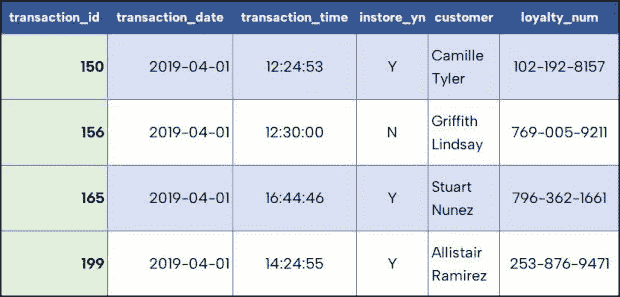 transaction_id transaction_date transaction_time instore_yn customer loyalty_num
150 2019-04-01 12:24:53 Y Camille Tyler 102-192-8157
156 2019-04-01 12:30:00 N Griffith Lindsay 769-005-9211
165 2019-04-01 16:44:46 Y Stuart Nunez 796-362-1661
199 2019-04-01 14:24:55 Y Allistair Ramirez 253-876-9471